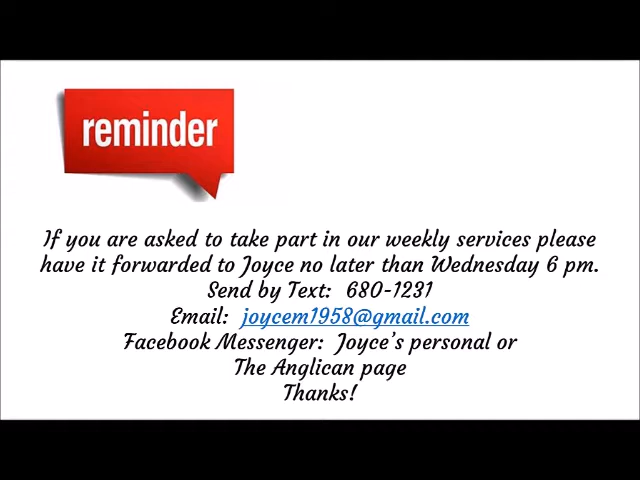 reminder
If you are asked to take part in our weekly services please
have it forwarded to Joyce no later than Wednesday 6 pm.
Send by Text: 680-1231
Email: joycem1958@gmail.com
Facebook Messenger: Joyce's personal or
The Anglican page
Thanks!